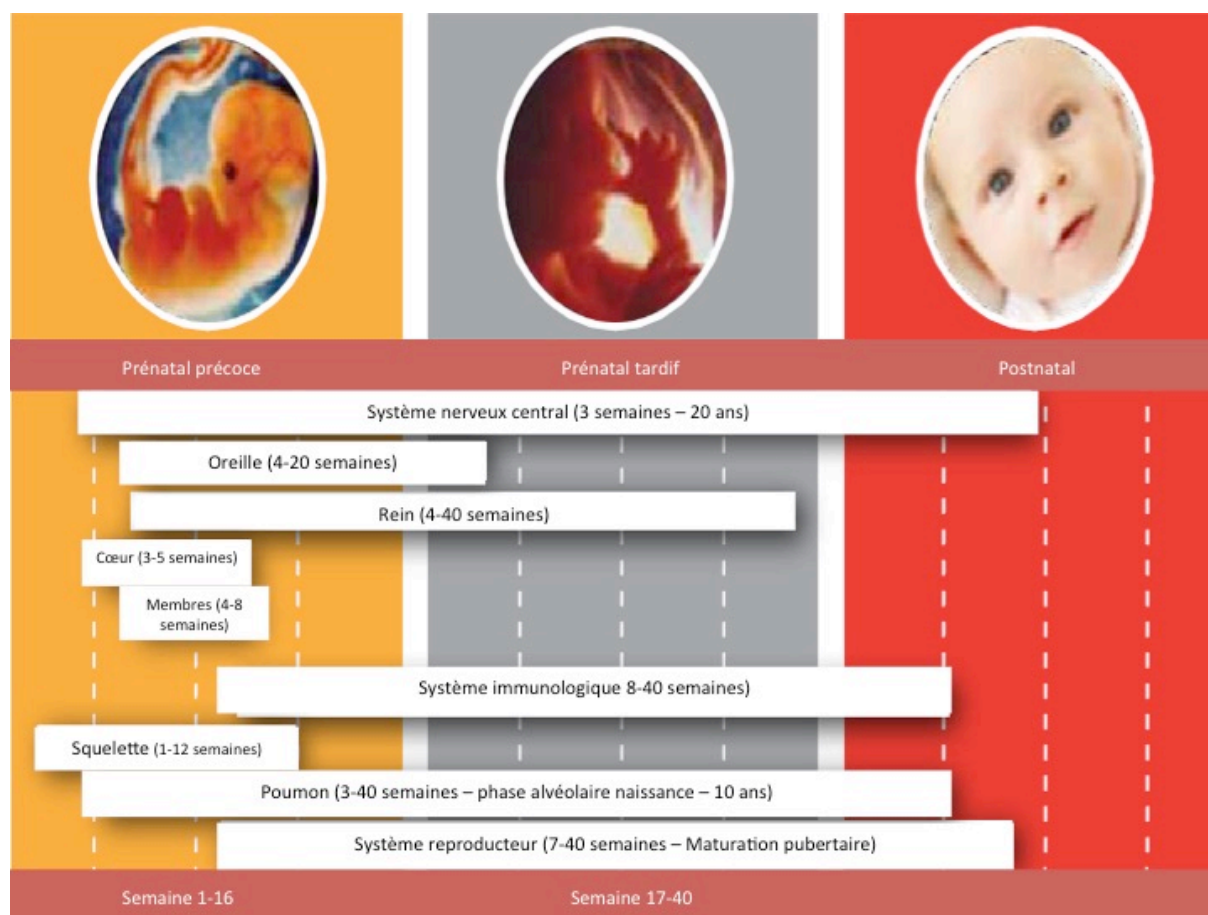 Prénatal précoce
Prénatal tardif
Postnatal
Système nerveux central (3 semaines – 20 ans)
Oreille (4-20 semaines)
Rein (4-40 semaines)
Cœur (3-5 semaines)
Membres (4-8
semaines)
Système immunologique 8-40 semaines)
Squelette (1-12 semaines)
Poumon (3-40 semaines – phase alvéolaire naissance – 10 ans)
Système reproducteur (7-40 semaines – Maturation pubertaire)
Semaine 1-16
Semaine 17-40